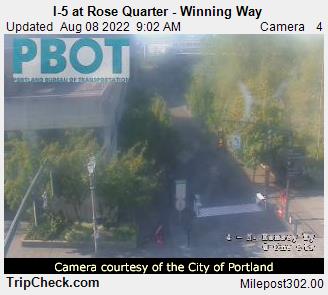 I-5 at Rose Quarter - Winning Way
Updated Aug 08 2022 9:02 AM Camera 4
PBOT
PORTLAND BUREAU OF TRANSPORTATION
4 - N.
Camera courtesy of the City of Portland
TripCheck.com Milepost302.00